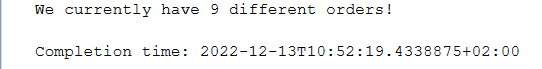 We currently have 9 different orders!
Completion time: 2022-12-13T10:52:19.4338875+02:00